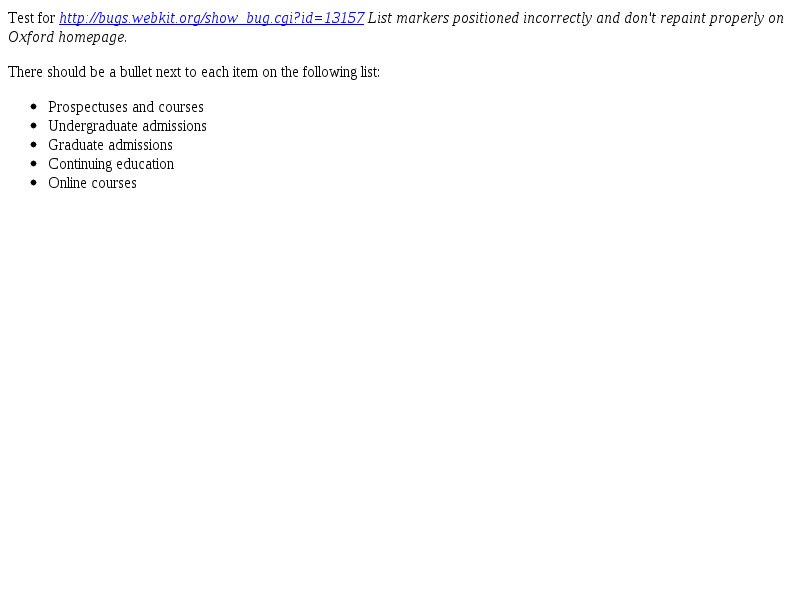 Test for http://bugs.webkit.org/show_bug.cgi?id=13157 List markers positioned incorrectly and don't repaint properly on
Oxford homepage.
There should be a bullet next to each item on the following list:
• Prospectuses and courses
• Undergraduate admissions
• Graduate admissions
• Continuing education
• Online courses